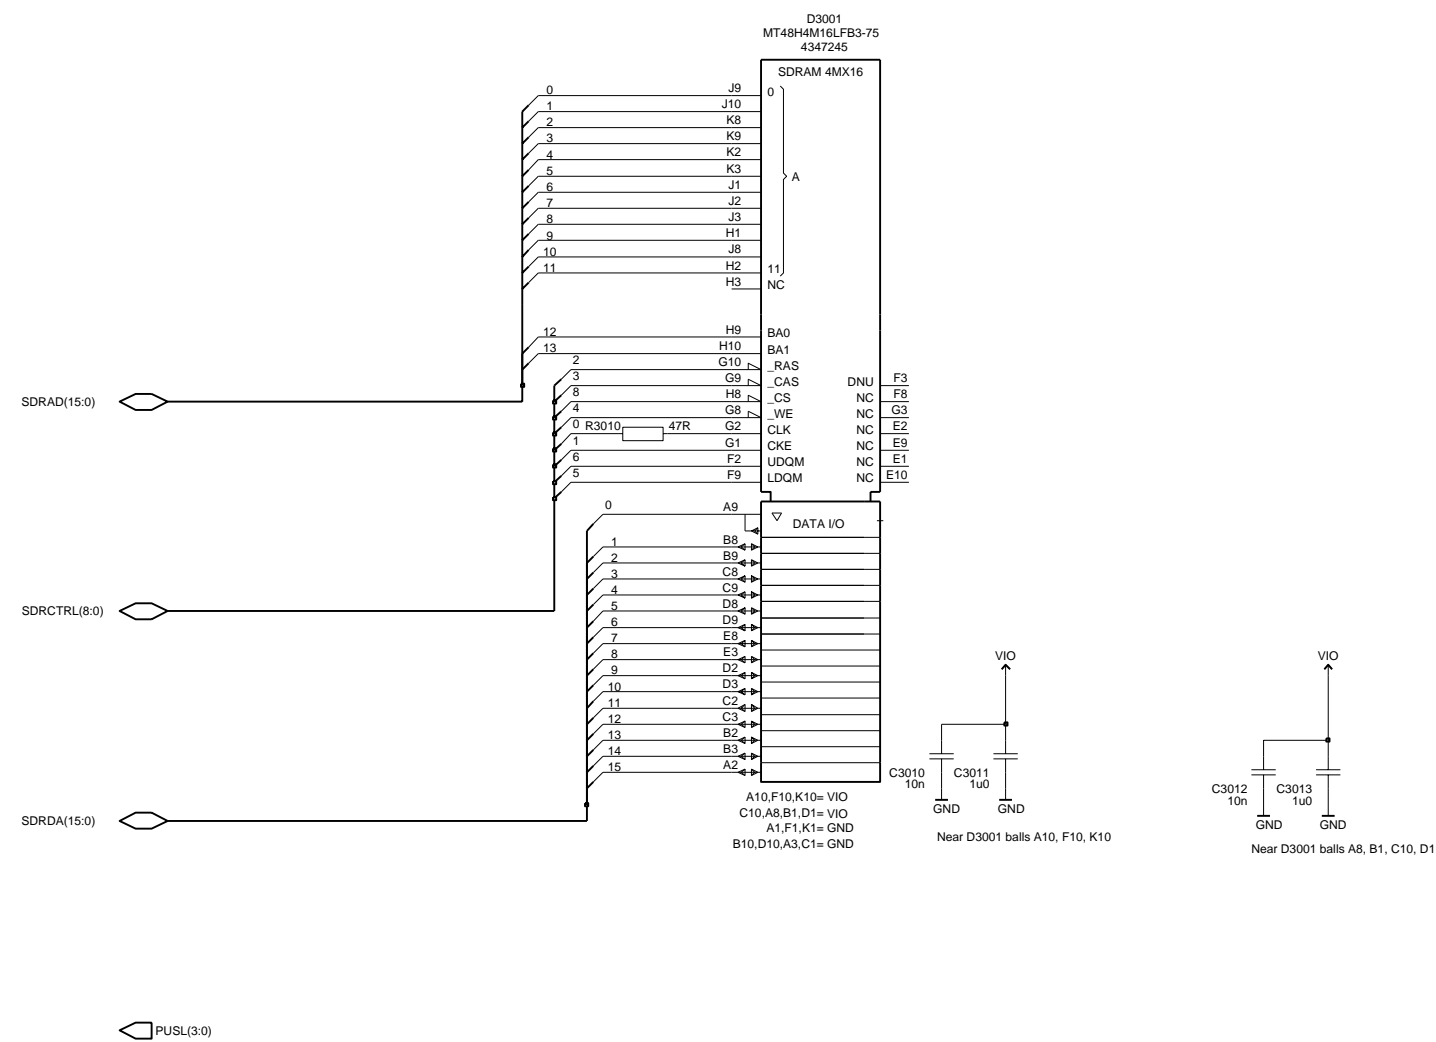 D3001
MT48H4M16LFB3-75
4347245
SDRAM 4MX16
0 J9 0
1 J10
2 K8
3 K9
4 K2
5 K3 A
6 J1
7 J2
8 J3
9 H1
10 J8
11 H2 11
H3 NC
12 H9 BA0
13 H10 BA1
2 G10 _RAS
3 G9 _CAS DNU F3
SDRAD(15:0) 8 H8 _CS NC F8
4 G8 _WE NC G3
0 R3010 47R G2 CLK NC E2
1 G1 CKE NC E9
6 F2 UDQM NC E1
5 F9 LDQM NC E10
0 A9
DATA I/O
1 B8
2 B9
3 C8
4 C9
SDRCTRL(8:0) 5 D8
6 D9
7 E8
8 E3 VIO VIO
9 D2
10 D3
11 C2
12 C3
13 B2
14 B3
15 A2
C3010 10n
C3011 1u0
GND GND
C3012 10n
C3013 1u0
GND GND
A10,F10,K10= VIO
C10,A8,B1,D1= VIO
A1,F1,K1= GND
B10,D10,A3,C1= GND
SDRDA(15:0)
Near D3001 balls A10, F10, K10
Near D3001 balls A8, B1, C10, D1
PUSL(3:0)